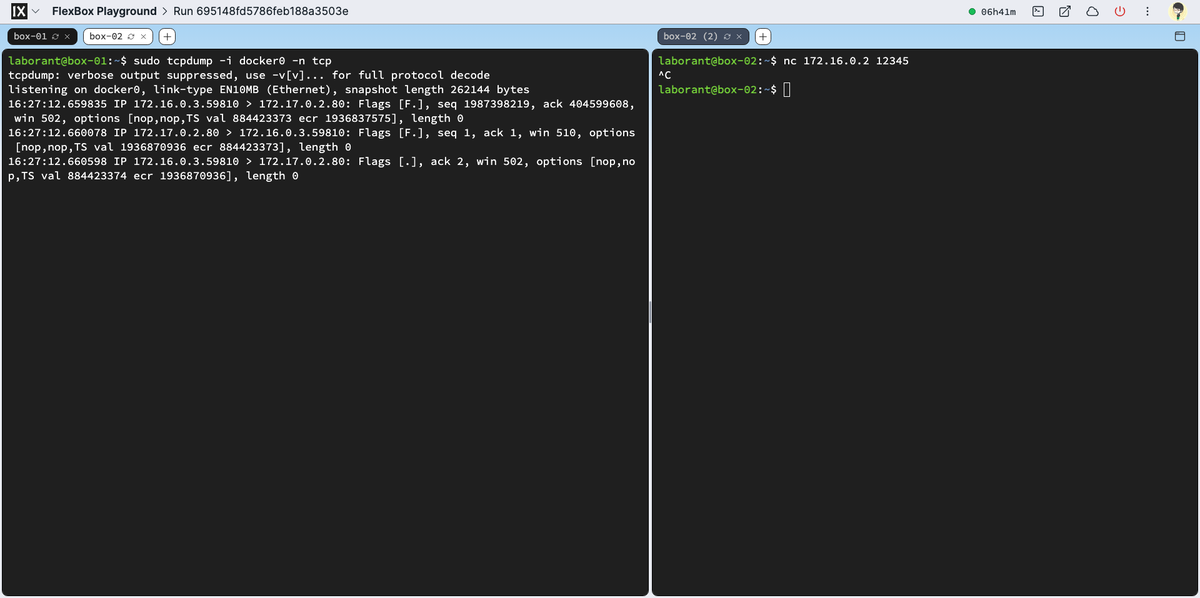 IX FlexBox Playground > Run 695148fd5786feb188a3503e 06h41m
box-01 box-02 box-02 (2)
laborant@box-01:~$ sudo tcpdump -i docker0 -n tcp
tcpdump: verbose output suppressed, use -v[v]... for full protocol decode
listening on docker0, link-type EN10MB (Ethernet), snapshot length 262144 bytes
16:27:12.659835 IP 172.16.0.3.59810 > 172.17.0.2.80: Flags [F.], seq 1987398219, ack 404599608,
 win 502, options [nop,nop,TS val 884423373 ecr 1936837575], length 0
16:27:12.660078 IP 172.17.0.2.80 > 172.16.0.3.59810: Flags [F.], seq 1, ack 1, win 510, options
 [nop,nop,TS val 1936870936 ecr 884423373], length 0
16:27:12.660598 IP 172.16.0.3.59810 > 172.17.0.2.80: Flags [.], ack 2, win 502, options [nop,no
p,TS val 884423374 ecr 1936870936], length 0
laborant@box-02:~$ nc 172.16.0.2 12345
^C
laborant@box-02:~$